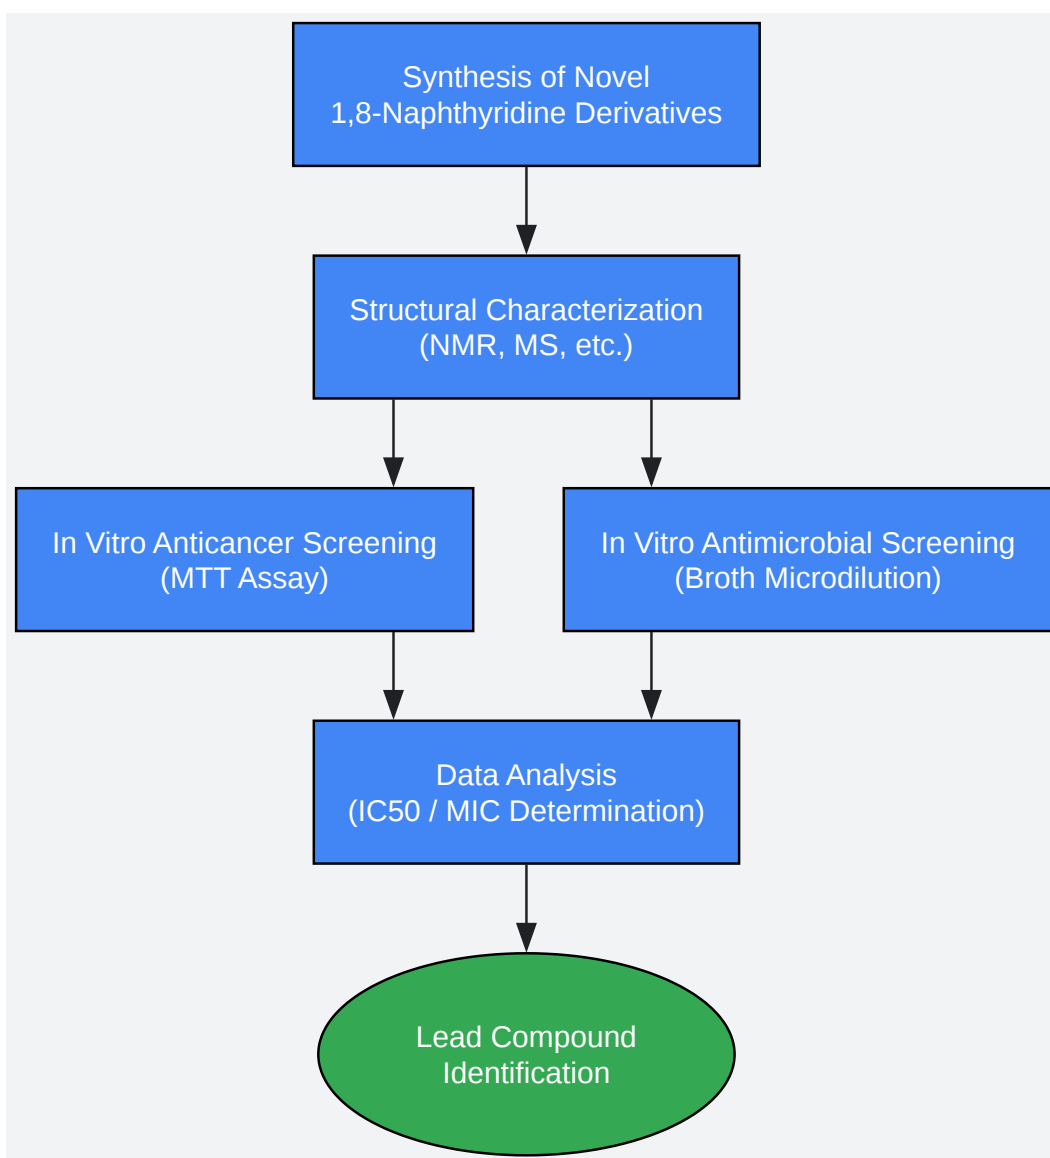 Synthesis of Novel
1,8-Naphthyridine Derivatives
Structural Characterization
(NMR, MS, etc.)
In Vitro Anticancer Screening
(MTT Assay)
In Vitro Antimicrobial Screening
(Broth Microdilution)
Data Analysis
(IC50 / MIC Determination)
Lead Compound
Identification